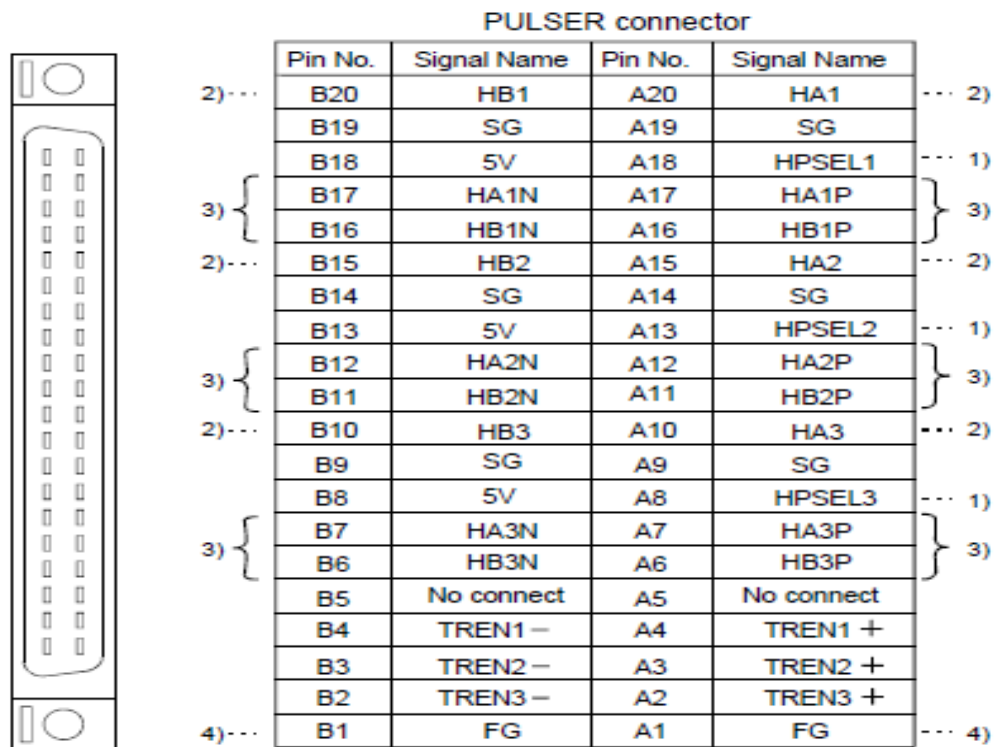 PULSER connector
Pin No. Signal Name Pin No. Signal Name
2)··· B20 HB1 A20 HA1 ··· 2)
B19 SG A19 SG
B18 5V A18 HPSEL1 ··· 1)
3) B17 HA1N A17 HA1P 3)
B16 HB1N A16 HB1P
2)··· B15 HB2 A15 HA2 ··· 2)
B14 SG A14 SG
B13 5V A13 HPSEL2 ··· 1)
3) B12 HA2N A12 HA2P 3)
B11 HB2N A11 HB2P
2)··· B10 HB3 A10 HA3 ··· 2)
B9 SG A9 SG
B8 5V A8 HPSEL3 ··· 1)
3) B7 HA3N A7 HA3P 3)
B6 HB3N A6 HB3P
B5 No connect A5 No connect
B4 TREN1− A4 TREN1 +
B3 TREN2− A3 TREN2 +
B2 TREN3− A2 TREN3 +
4)··· B1 FG A1 FG ··· 4)